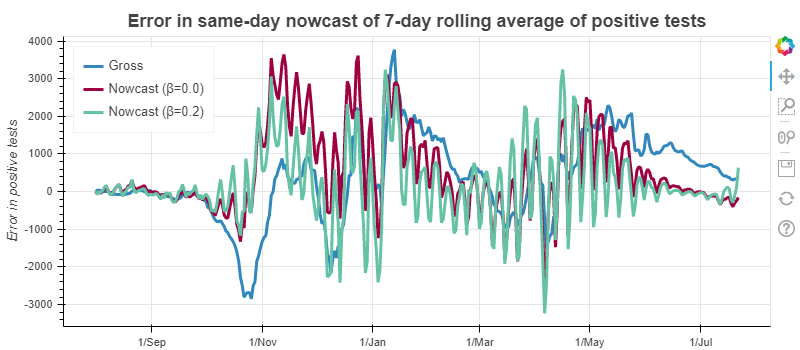 Error in same-day nowcast of 7-day rolling average of positive tests
Error in positive tests
4000
3000
2000
1000
0
-1000
-2000
-3000
Gross
Nowcast (β=0.0)
Nowcast (β=0.2)
1/Sep
1/Nov
1/Jan
1/Mar
1/May
1/Jul